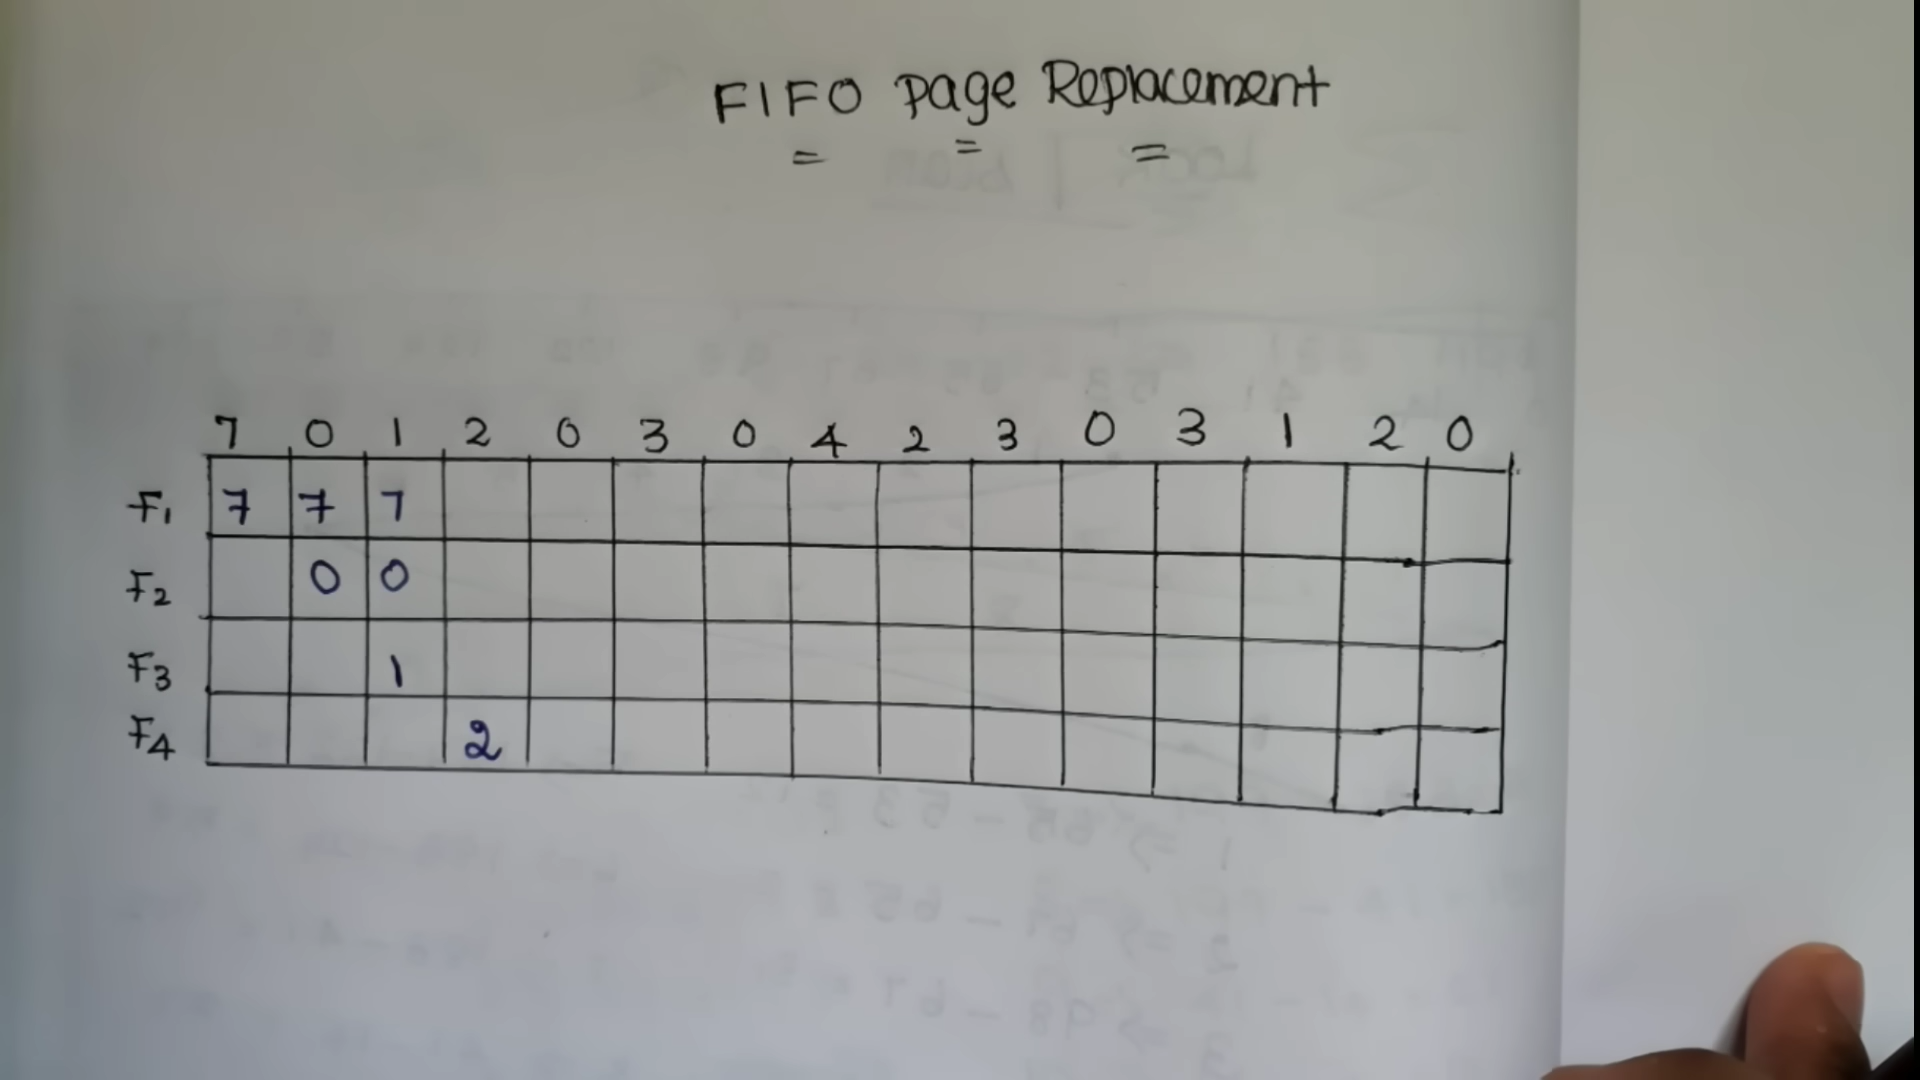 FIFO Page Replacement
7 0 1 2 0 3 0 4 2 3 0 3 1 2 0
F1 7 7 7
F2 0 0
F3 1
F4 2